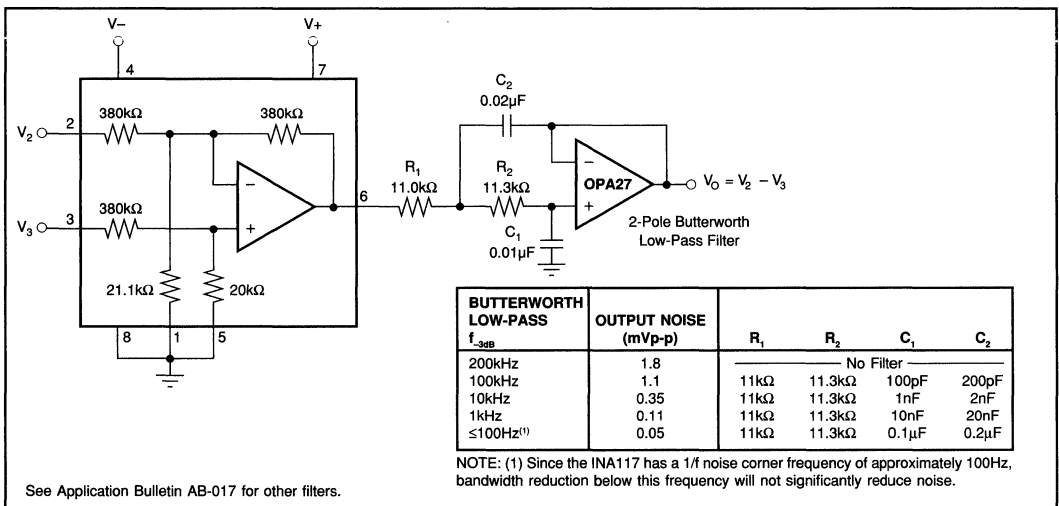 V–
V+
4
7
380kΩ
380kΩ
V2
2
380kΩ
V3
3
–
+
6
21.1kΩ
20kΩ
8
1
5
R1
11.0kΩ
C2
0.02µF
R2
11.3kΩ
C1
0.01µF
–
OPA27
+
VO = V2 – V3
2-Pole Butterworth
Low-Pass Filter
BUTTERWORTH LOW-PASS f–3dB | OUTPUT NOISE (mVp-p) | R1 | R2 | C1 | C2
200kHz 1.8 No Filter
100kHz 1.1 11kΩ 11.3kΩ 100pF 200pF
10kHz 0.35 11kΩ 11.3kΩ 1nF 2nF
1kHz 0.11 11kΩ 11.3kΩ 10nF 20nF
≤100Hz(1) 0.05 11kΩ 11.3kΩ 0.1µF 0.2µF
NOTE: (1) Since the INA117 has a 1/f noise corner frequency of approximately 100Hz,
bandwidth reduction below this frequency will not significantly reduce noise.
See Application Bulletin AB-017 for other filters.